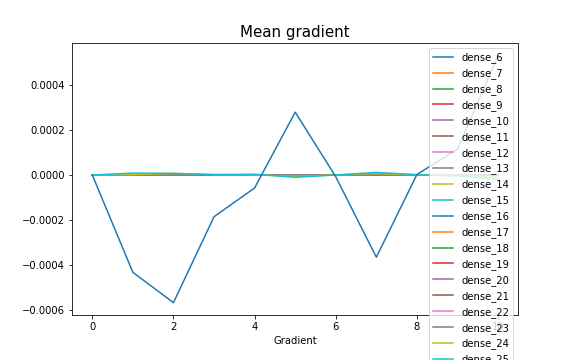 Mean gradient
0.0004
0.0002
0.0000
−0.0002
−0.0004
−0.0006
0
2
4
6
8
Gradient
dense_6
dense_7
dense_8
dense_9
dense_10
dense_11
dense_12
dense_13
dense_14
dense_15
dense_16
dense_17
dense_18
dense_19
dense_20
dense_21
dense_22
dense_23
dense_24
dense_25